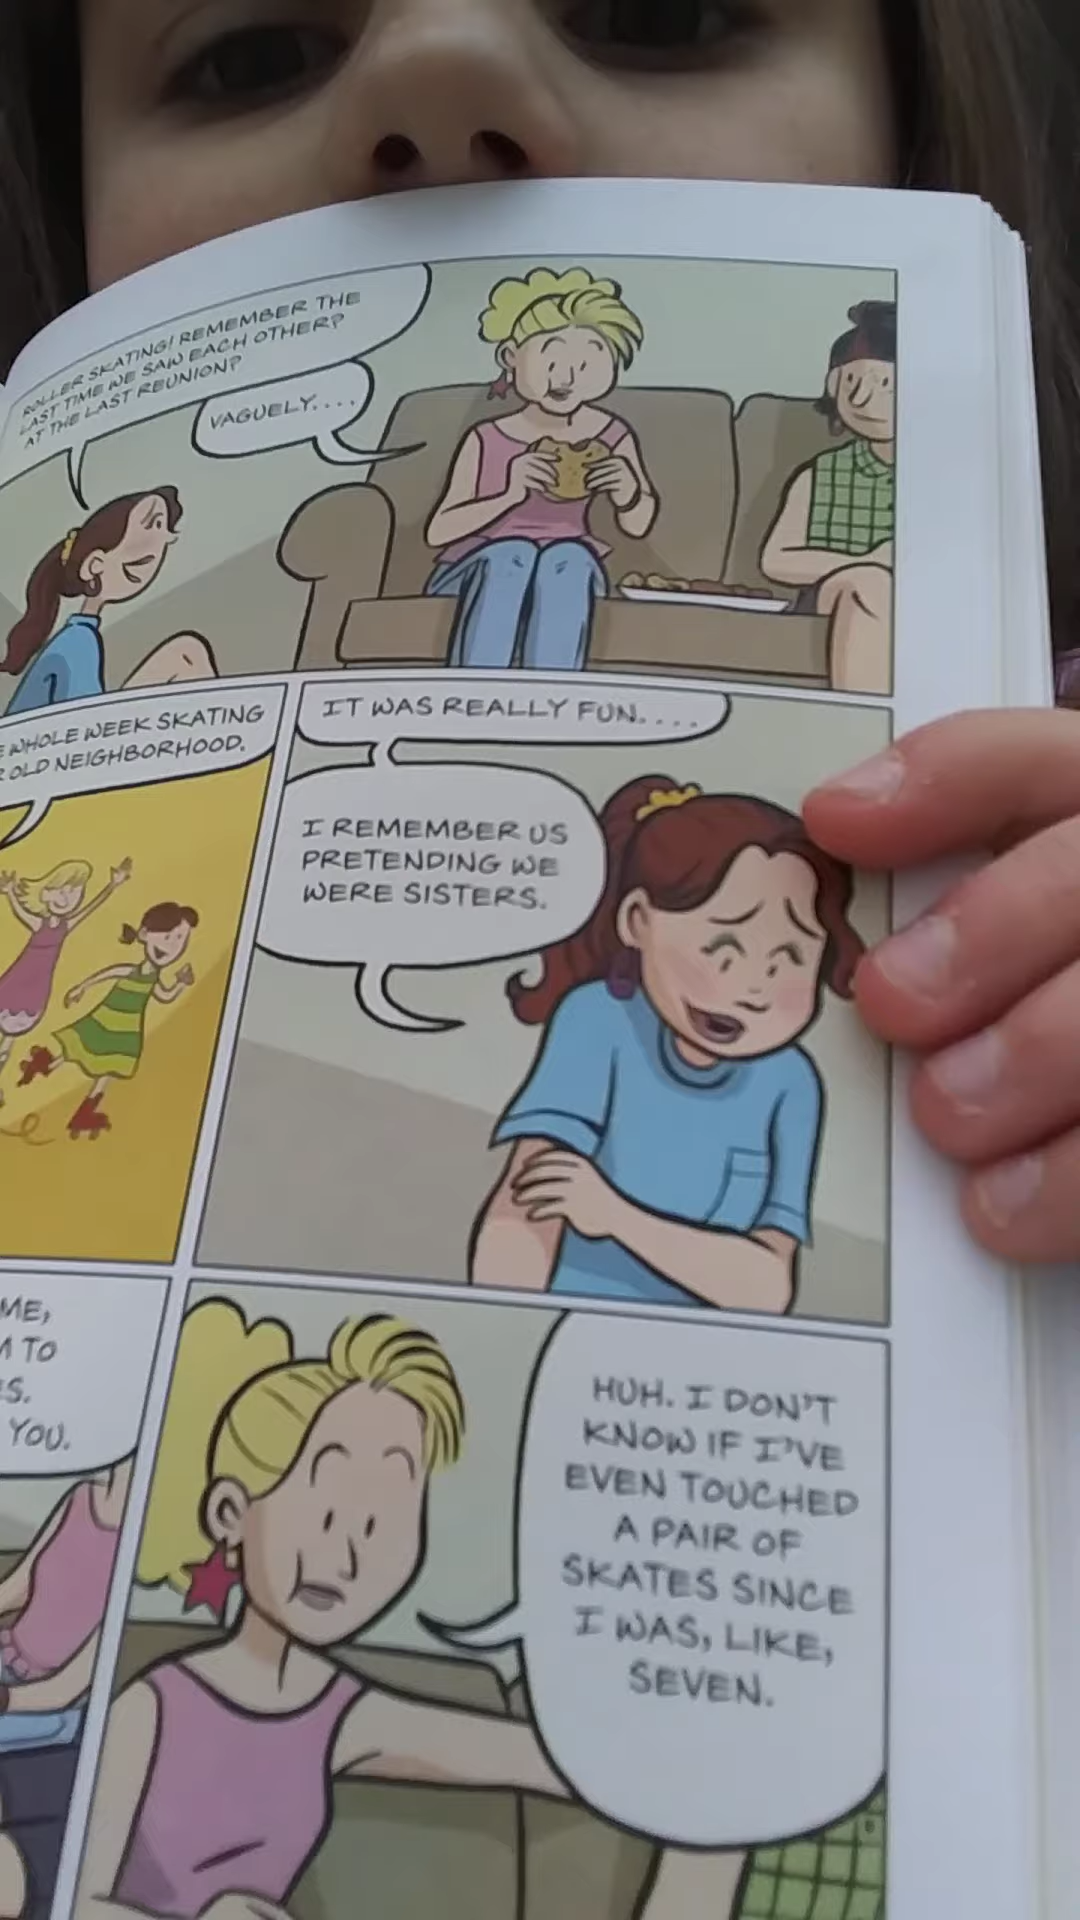 ROLLER SKATING! REMEMBER THE
LAST TIME WE SAW EACH OTHER?
AT THE LAST REUNION?
VAGUELY....
WHOLE WEEK SKATING
OLD NEIGHBORHOOD.
IT WAS REALLY FUN....
I REMEMBER US
PRETENDING WE
WERE SISTERS.
ME,
TO
YOU.
HUH. I DON'T
KNOW IF I'VE
EVEN TOUCHED
A PAIR OF
SKATES SINCE
I WAS, LIKE,
SEVEN.